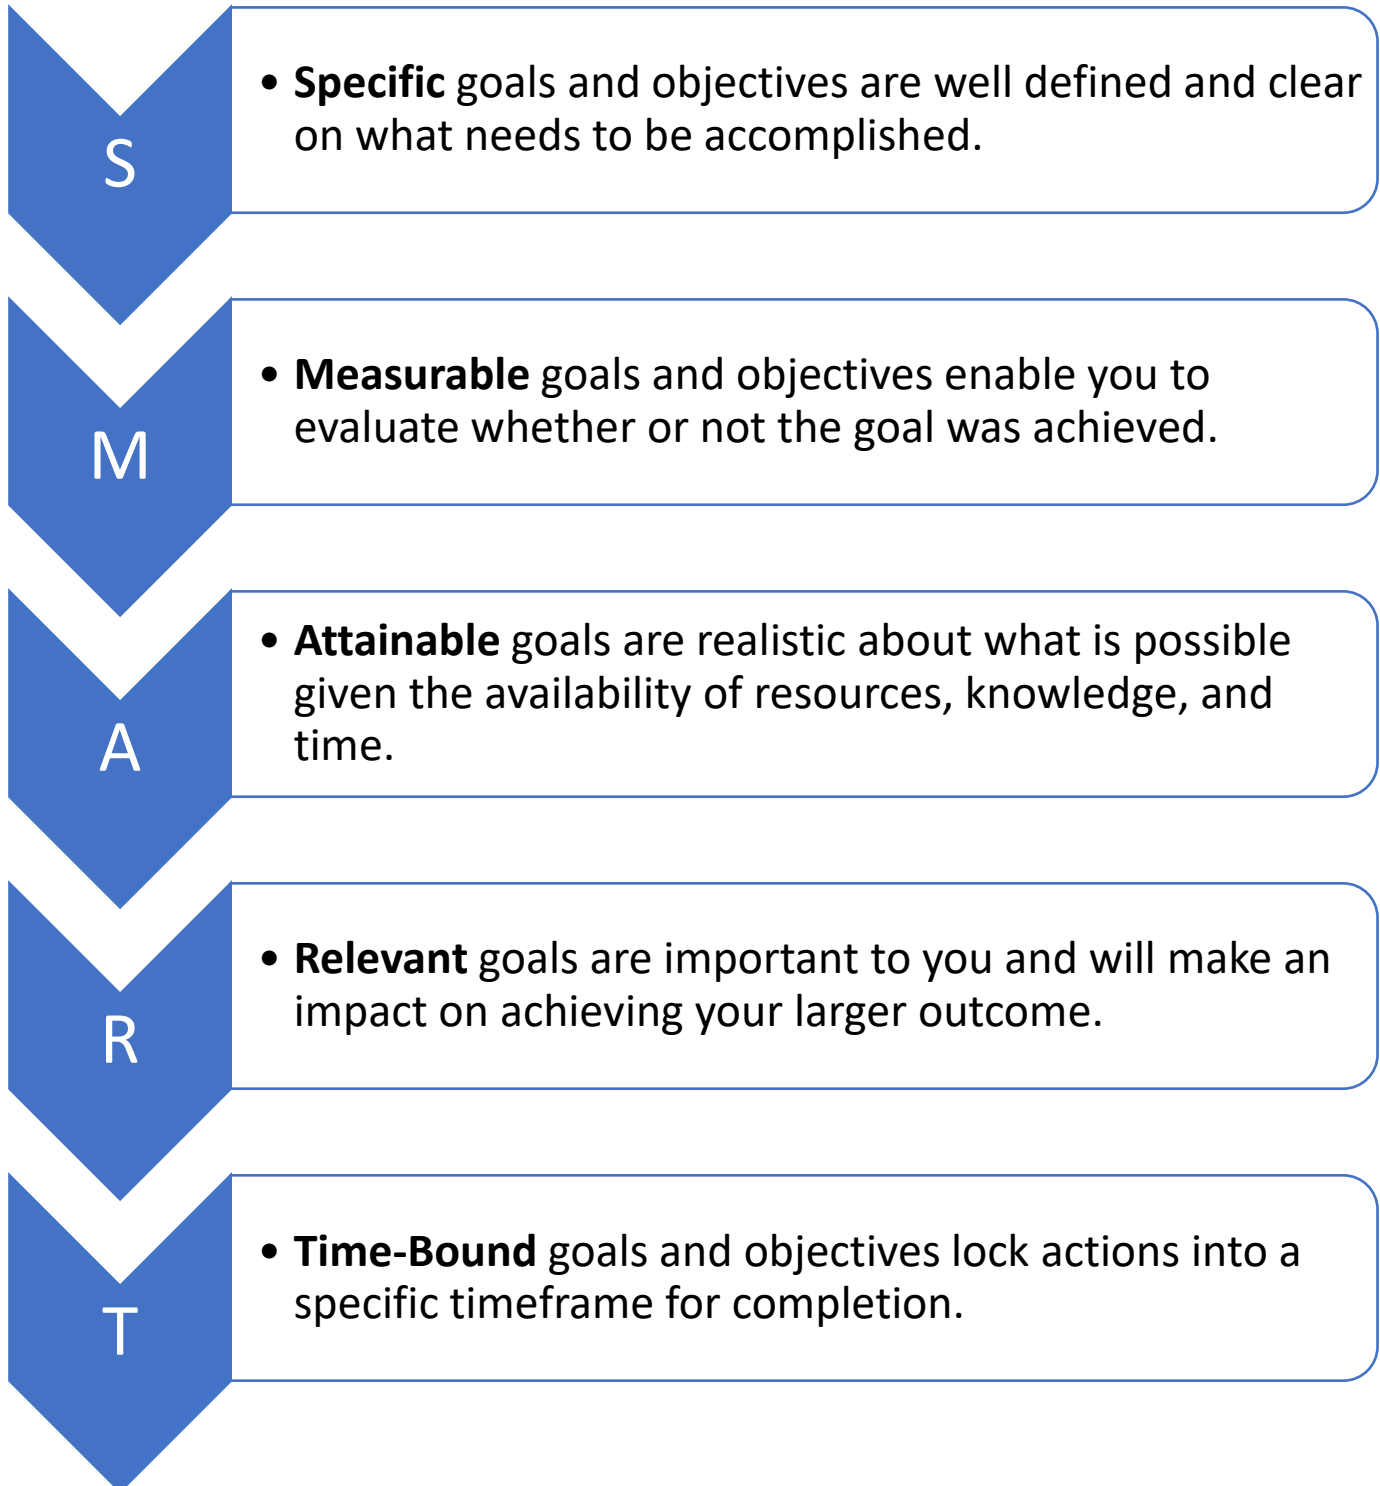 S
• Specific goals and objectives are well defined and clear
on what needs to be accomplished.
M
• Measurable goals and objectives enable you to
evaluate whether or not the goal was achieved.
A
• Attainable goals are realistic about what is possible
given the availability of resources, knowledge, and
time.
R
• Relevant goals are important to you and will make an
impact on achieving your larger outcome.
T
• Time-Bound goals and objectives lock actions into a
specific timeframe for completion.